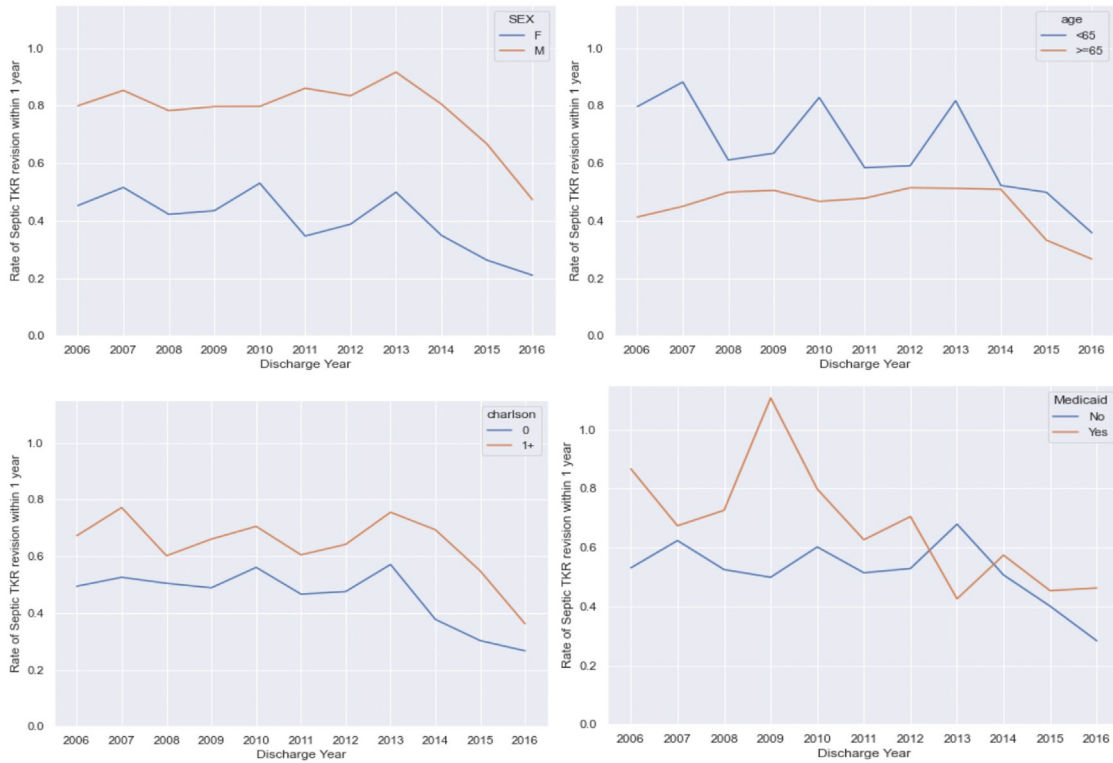 SEX
F
M
Rate of Septic TKR revision within 1 year
1.0
0.8
0.6
0.4
0.2
0.0
2006 2007 2008 2009 2010 2011 2012 2013 2014 2015 2016
Discharge Year
age
<65
>=65
Rate of Septic TKR revision within 1 year
1.0
0.8
0.6
0.4
0.2
0.0
2006 2007 2008 2009 2010 2011 2012 2013 2014 2015 2016
Discharge Year
charlson
0
1+
Rate of Septic TKR revision within 1 year
1.0
0.8
0.6
0.4
0.2
0.0
2006 2007 2008 2009 2010 2011 2012 2013 2014 2015 2016
Discharge Year
Medicaid
No
Yes
Rate of Septic TKR revision within 1 year
1.0
0.8
0.6
0.4
0.2
0.0
2006 2007 2008 2009 2010 2011 2012 2013 2014 2015 2016
Discharge Year